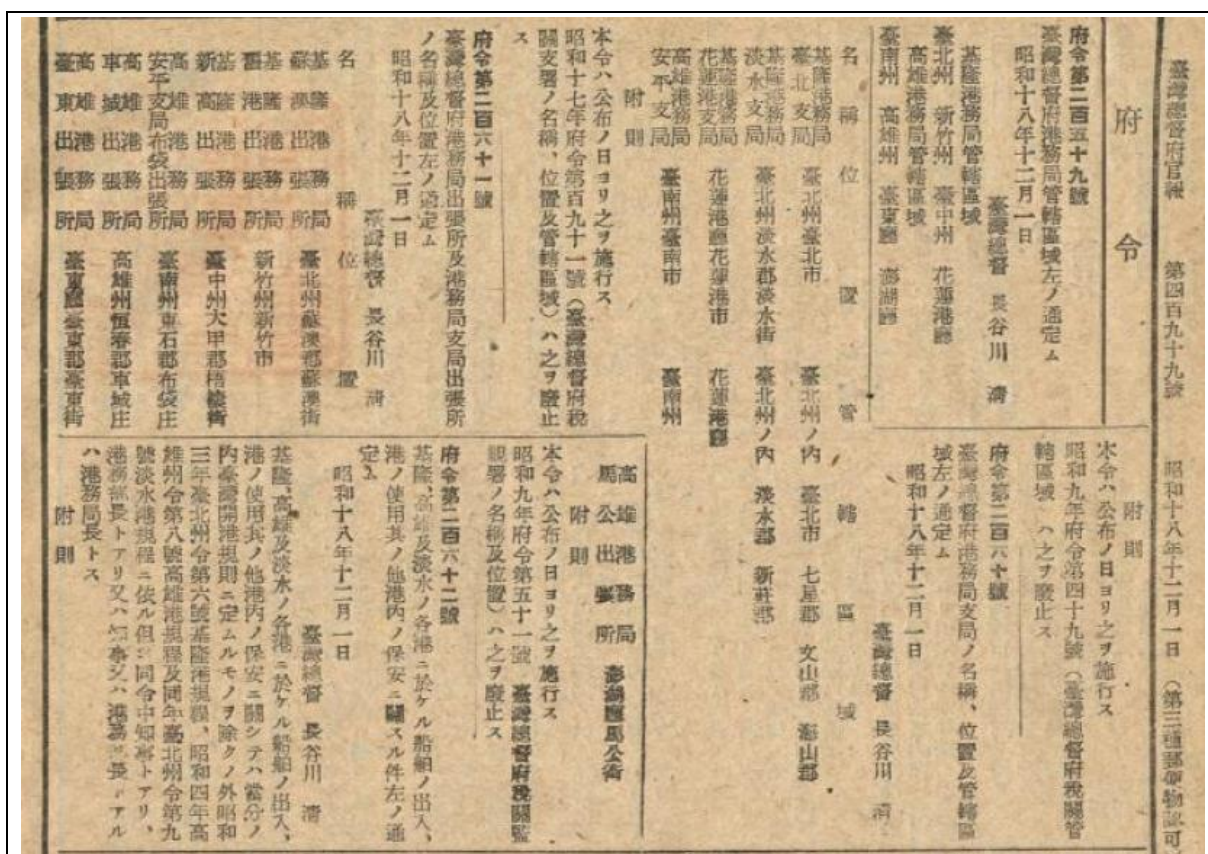 臺灣總督府官報 第四百九十九號 昭和十八年十二月一日 (第三種郵便物認可
府令
府令第二百五十九號
臺灣總督府港務局管轄區域左ノ通定ム
昭和十八年十二月一日
臺灣總督 長谷川 清
基隆港務局管轄區域
臺北州 新竹州 臺中州 花蓮港廳
高雄港務局管轄區域
臺南州 高雄州 臺東廳 澎湖廳
附則
本令ハ公布ノ日ヨリ之ヲ施行ス
昭和九年府令第四十九號(臺灣總督府稅關管
轄區域 ハ之ヲ廢止ス
府令第二百六十號
臺灣總督府港務局支局ノ名稱、位置及管轄區
域左ノ通定ム
昭和十八年十二月一日
臺灣總督 長谷川 清
名稱 位置 管轄區域
基隆港務局臺北支局 臺北州臺北市 臺北州ノ內 臺北市 七星郡 文山郡 海山郡
基隆港務局淡水支局 臺北州淡水郡淡水街 臺北州ノ內 淡水郡 新莊郡
基隆港務局花蓮港支局 花蓮港廳花蓮港市 花蓮港廳
高雄港務局安平支局 臺南州臺南市 臺南州
附則
本令ハ公布ノ日ヨリ之ヲ施行ス
昭和十七年府令第百九十一號(臺灣總督府稅
關支署ノ名稱、位置及管轄區域)ハ之ヲ廢止
ス
府令第二百六十一號
臺灣總督府港務局出張所及港務局支局出張所
ノ名稱及位置左ノ通定ム
昭和十八年十二月一日
臺灣總督 長谷川 清
名稱 位置
基隆港務局蘇澳出張所 臺北州蘇澳郡蘇澳街
基隆港務局舊港出張所 新竹州新竹市
基隆港務局新高出張所 臺中州大甲郡梧棲街
高雄港務局安平支局布袋出張所 臺南州東石郡布袋庄
高雄港務局車城出張所 高雄州恒春郡車城庄
高雄港務局臺東出張所 臺東廳臺東郡臺東街
高雄港務局馬公出張所 澎湖廳馬公街
附則
本令ハ公布ノ日ヨリ之ヲ施行ス
昭和九年府令第五十一號 臺灣總督府稅關監
視署ノ名稱及位置)ハ之ヲ廢止ス
府令第二百六十二號
基隆、高雄及淡水ノ各港ニ於ケル船舶ノ出入、
港ノ使用其ノ他港內ノ保安ニ關スル件左ノ通
定ム
昭和十八年十二月一日
臺灣總督 長谷川 清
基隆、高雄及淡水ノ各港ニ於ケル船舶ノ出入、
港ノ使用其ノ他港內ノ保安ニ關シテハ當分ノ
內臺灣開港規則ニ定ムルモノヲ除クノ外昭和
三年臺北州令第六號基隆港規程、昭和四年高
雄州令第八號高雄港規程及同年臺北州令第九
號淡水港規程ニ依ル但シ同令中知事トアリ、
港務部長トアリ又ハ知事又ハ港務部長トアル
ハ港務局長トス
附則